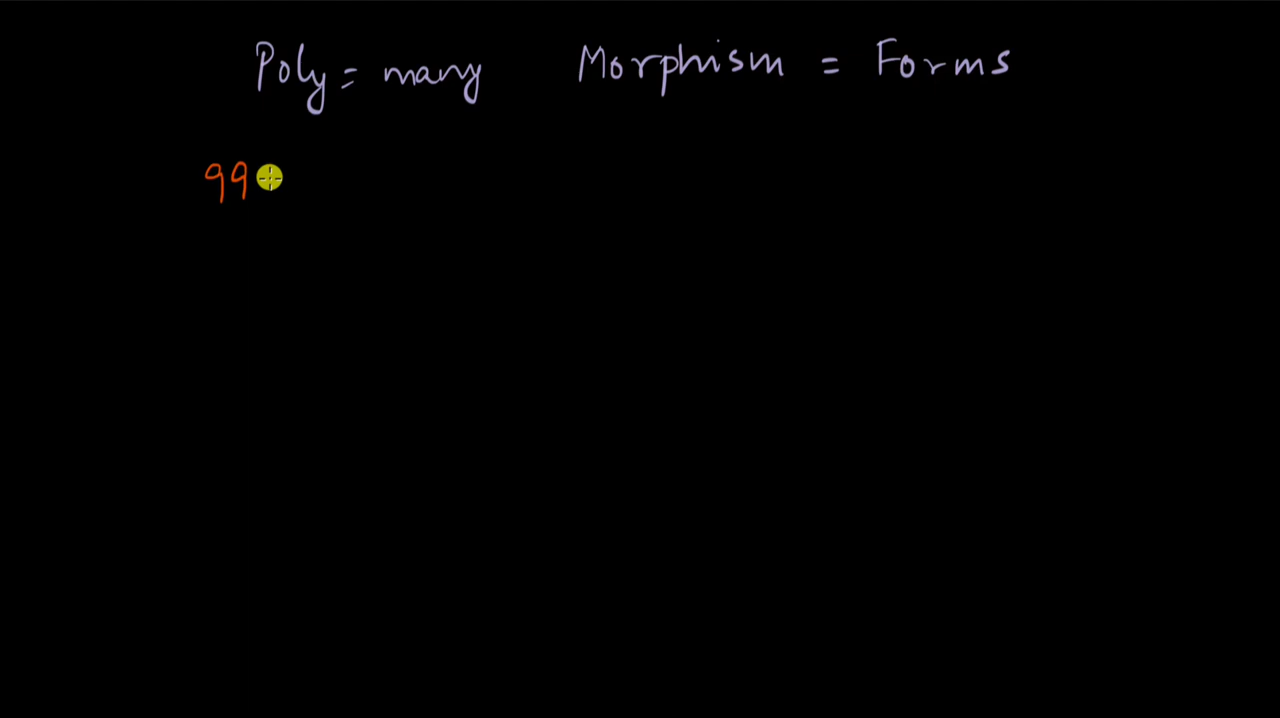 Poly = many Morphism = Forms
99